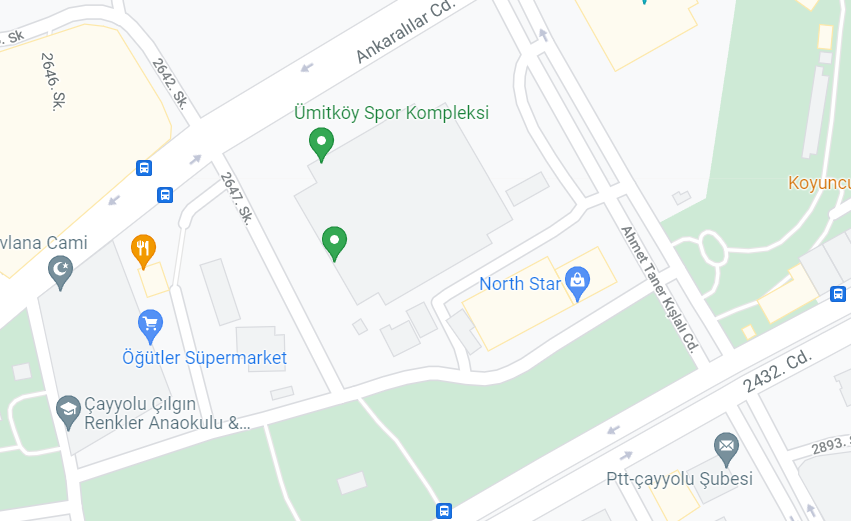 Ankaralılar Cd.
Sk
2646. Sk.
2642. Sk.
Ümitköy Spor Kompleksi
2647. Sk.
Koyuncu
vlana Cami
Ahmet Taner Kışlalı Cd.
North Star
Öğütler Süpermarket
2432. Cd.
Çayyolu Çılgın
Renkler Anaokulu &...
2893.
Ptt-çayyolu Şubesi